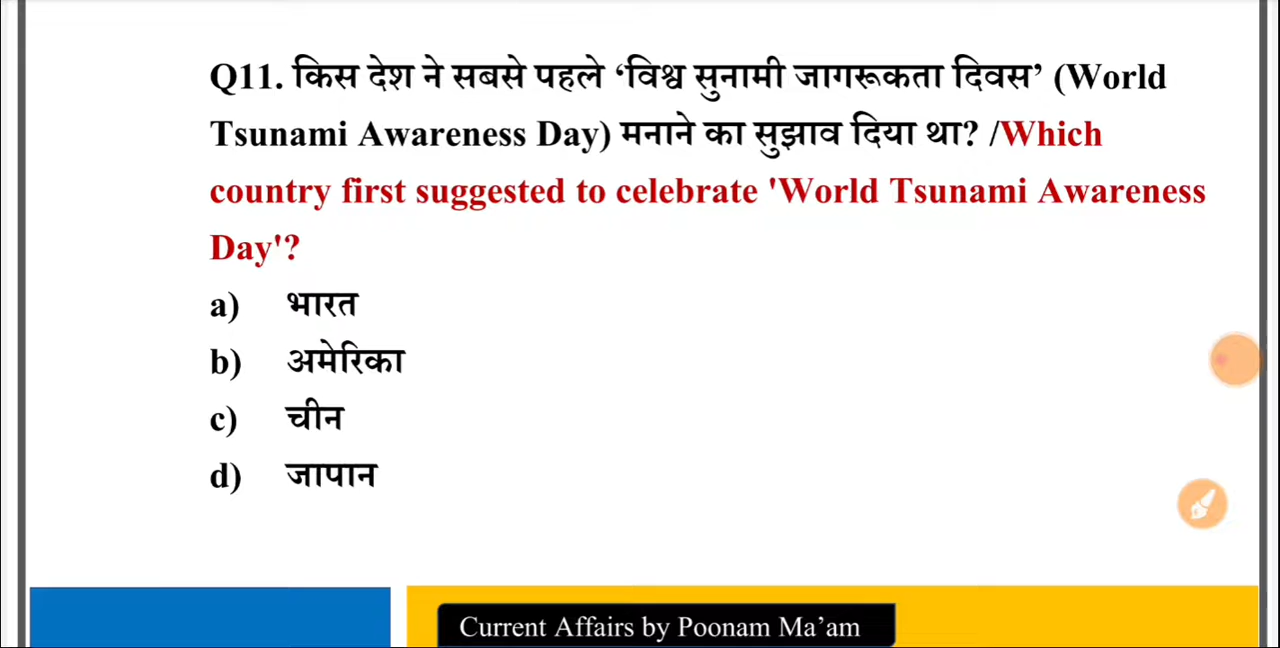 Q11. किस देश ने सबसे पहले ‘विश्व सुनामी जागरूकता दिवस’ (World
Tsunami Awareness Day) मनाने का सुझाव दिया था? /Which
country first suggested to celebrate 'World Tsunami Awareness
Day'?
a) भारत
b) अमेरिका
c) चीन
d) जापान
Current Affairs by Poonam Ma’am